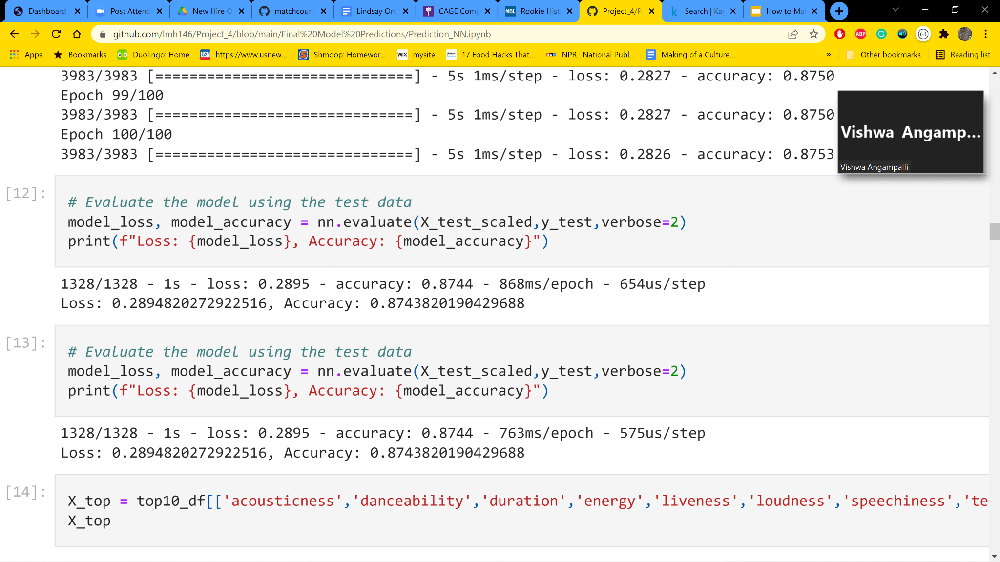 Dashboard
Post Attend
New Hire O
matchcount
Lindsay Onl
CAGE Comp
MDL Rookie Hist
Project_4/P
Search | Kag
How to Ma
github.com/lmh146/Project_4/blob/main/Final%20Model%20Predictions/Prediction_NN.ipynb
ABP
Apps
Bookmarks
Duolingo: Home
USN https://www.usnew...
Shmoop: Homewor...
WIX mysite
17 Food Hacks That...
npr NPR : National Publ...
Making of a Culture...
»
Other bookmarks
Reading list
3983/3983 [==============================] - 5s 1ms/step - loss: 0.2827 - accuracy: 0.8750
Epoch 99/100
3983/3983 [==============================] - 5s 1ms/step - loss: 0.2827 - accuracy: 0.8750
Epoch 100/100
3983/3983 [==============================] - 5s 1ms/step - loss: 0.2826 - accuracy: 0.8753
Vishwa Angamp...
Vishwa Angampalli
[12]:
# Evaluate the model using the test data
model_loss, model_accuracy = nn.evaluate(X_test_scaled,y_test,verbose=2)
print(f"Loss: {model_loss}, Accuracy: {model_accuracy}")
1328/1328 - 1s - loss: 0.2895 - accuracy: 0.8744 - 868ms/epoch - 654us/step
Loss: 0.2894820272922516, Accuracy: 0.8743820190429688
[13]:
# Evaluate the model using the test data
model_loss, model_accuracy = nn.evaluate(X_test_scaled,y_test,verbose=2)
print(f"Loss: {model_loss}, Accuracy: {model_accuracy}")
1328/1328 - 1s - loss: 0.2895 - accuracy: 0.8744 - 763ms/epoch - 575us/step
Loss: 0.2894820272922516, Accuracy: 0.8743820190429688
[14]:
X_top = top10_df[['acousticness','danceability','duration','energy','liveness','loudness','speechiness','te
X_top